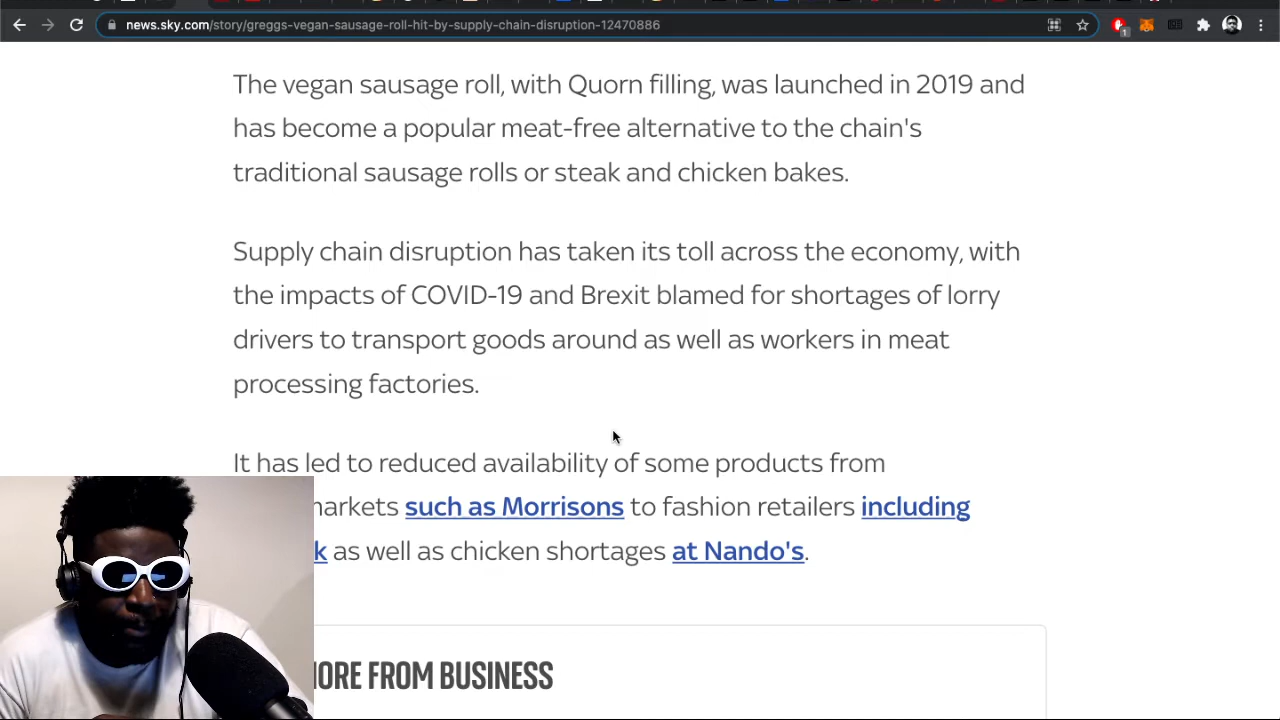 news.sky.com/story/greggs-vegan-sausage-roll-hit-by-supply-chain-disruption-12470886
1
The vegan sausage roll, with Quorn filling, was launched in 2019 and
has become a popular meat-free alternative to the chain's
traditional sausage rolls or steak and chicken bakes.
Supply chain disruption has taken its toll across the economy, with
the impacts of COVID-19 and Brexit blamed for shortages of lorry
drivers to transport goods around as well as workers in meat
processing factories.
It has led to reduced availability of some products from
markets such as Morrisons to fashion retailers including
k as well as chicken shortages at Nando's.
MORE FROM BUSINESS